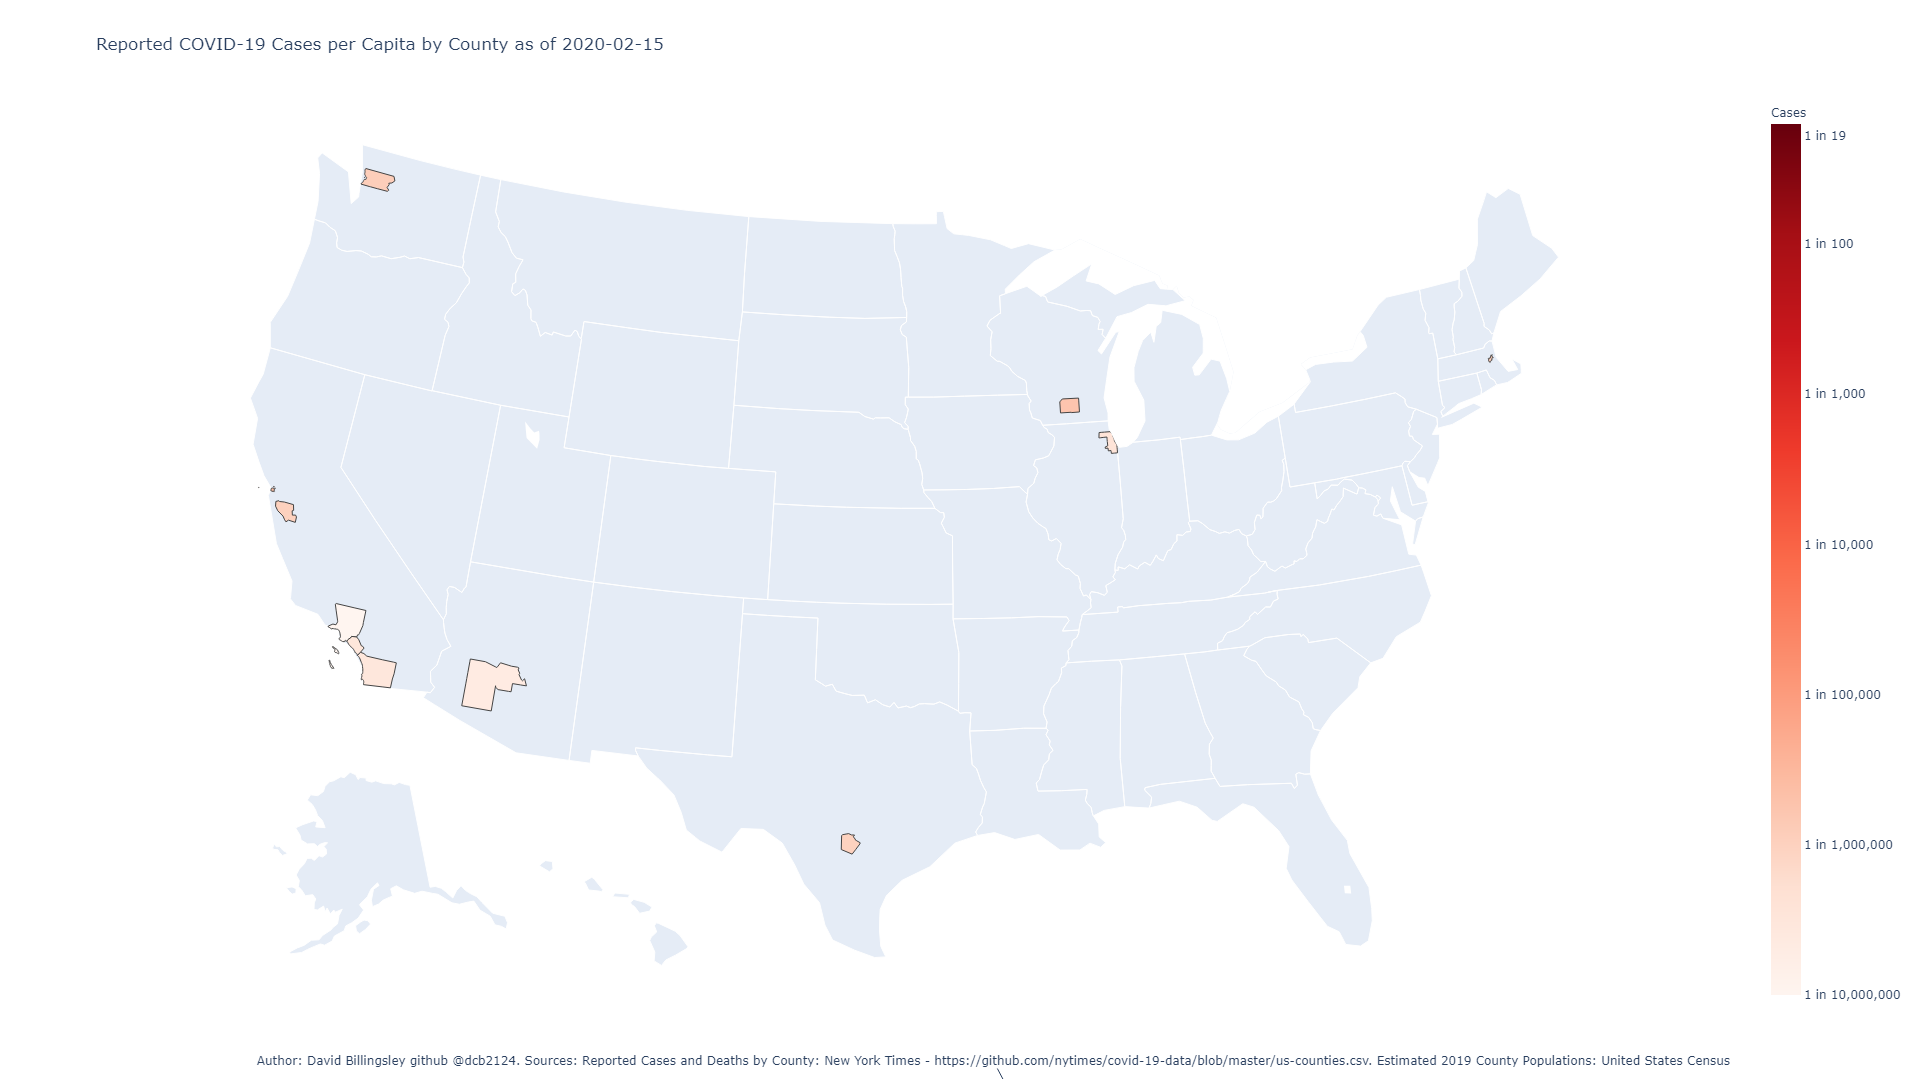 Reported COVID-19 Cases per Capita by County as of 2020-02-15
Cases
1 in 19
1 in 100
1 in 1,000
1 in 10,000
1 in 100,000
1 in 1,000,000
1 in 10,000,000
Author: David Billingsley github @dcb2124. Sources: Reported Cases and Deaths by County: New York Times - https://github.com/nytimes/covid-19-data/blob/master/us-counties.csv. Estimated 2019 County Populations: United States Census